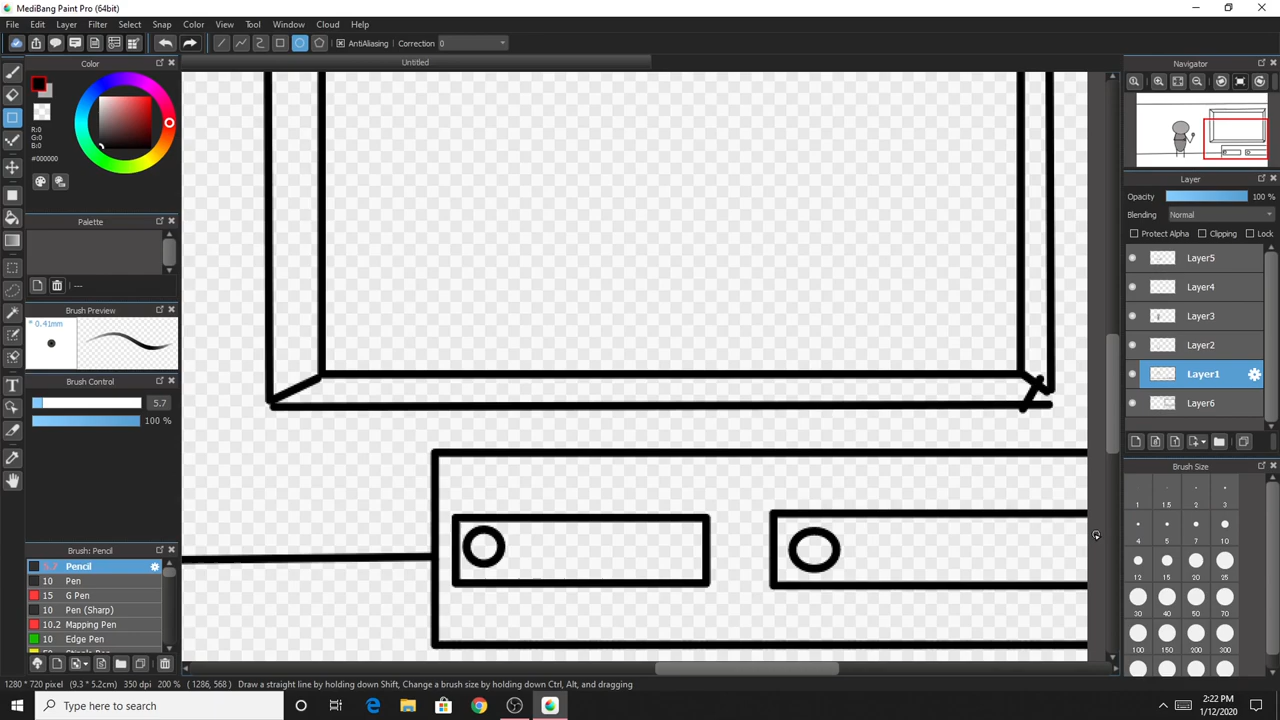 MediBang Paint Pro (64bit)
File Edit Layer Filter Select Snap Color View Tool Window Cloud Help
AntiAliasing Correction 0
Color
Untitled
Navigator
R:0
G:0
B:0
#000000
Layer
Opacity 100 %
Blending Normal
Protect Alpha Clipping Lock
Palette
Layer5
Layer4
Layer3
Layer2
Layer1
Layer6
---
Brush Preview
* 0.41mm
Brush Control
5.7
100 %
Brush Size
1 1.5 2 3
4 5 7 10
12 15 20 25
30 40 50 70
100 150 200 300
Brush: Pencil
5.7 Pencil
10 Pen
15 G Pen
10 Pen (Sharp)
10.2 Mapping Pen
10 Edge Pen
50 Stipple Pen
1280 * 720 pixel (9.3 * 5.2cm) 350 dpi 200 % (1286, 568) Draw a straight line by holding down Shift, Change a brush size by holding down Ctrl, Alt, and dragging
Type here to search
2:22 PM
1/12/2020